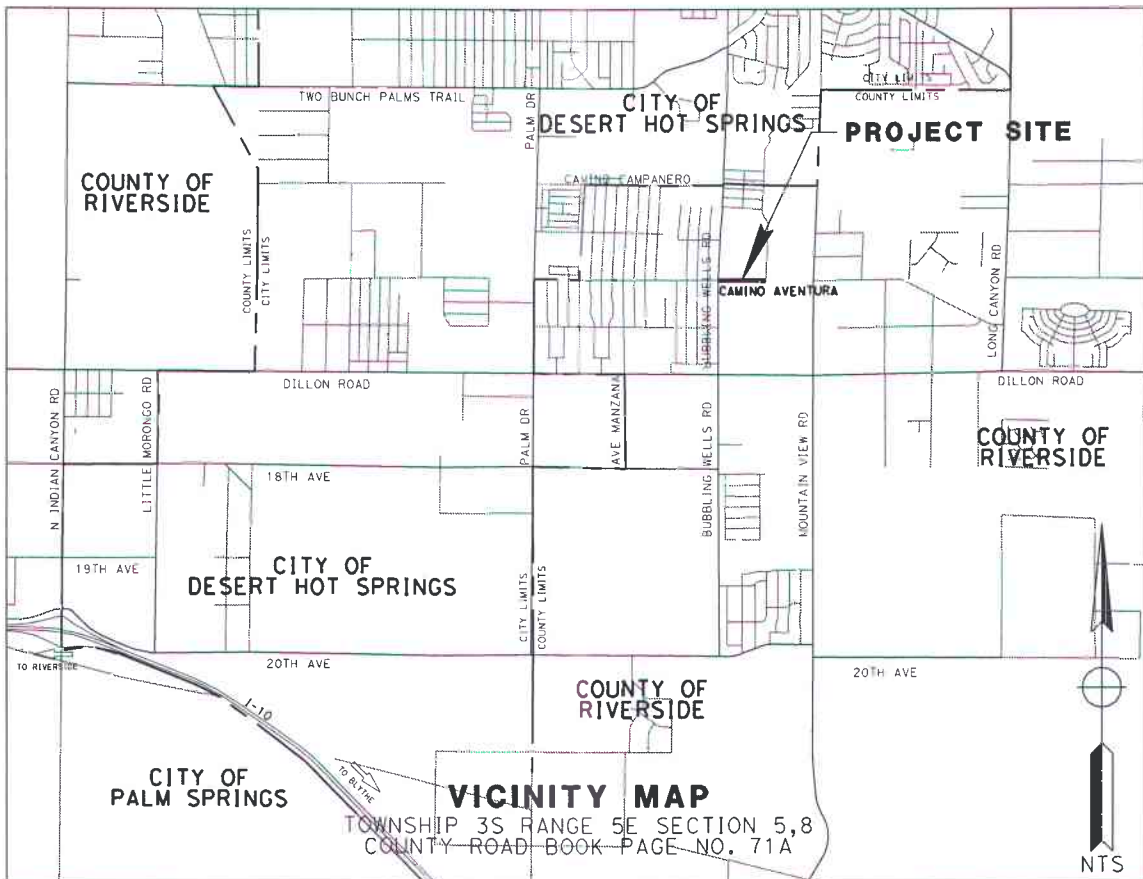 TWO BUNCH PALMS TRAIL
PALM DR
CITY OF
DESERT HOT SPRINGS
CITY LIMITS
COUNTY LIMITS
PROJECT SITE
COUNTY OF
RIVERSIDE
CAMINO CAMPANERO
COUNTY LIMITS
CITY LIMITS
BUBBLING WELLS RD
CAMINO AVENTURA
LONG CANYON RD
DILLON ROAD
DILLON ROAD
N INDIAN CANYON RD
LITTLE MORONGO RD
PALM DR
AVE MANZANA
BUBBLING WELLS RD
MOUNTAIN VIEW RD
COUNTY OF
RIVERSIDE
18TH AVE
19TH AVE
CITY OF
DESERT HOT SPRINGS
CITY LIMITS
COUNTY LIMITS
TO RIVERSIDE
20TH AVE
20TH AVE
COUNTY OF
RIVERSIDE
I-10
TO BLYTHE
CITY OF
PALM SPRINGS
VICINITY MAP
TOWNSHIP 3S RANGE 5E SECTION 5,8
COUNTY ROAD BOOK PAGE NO. 71A
NTS